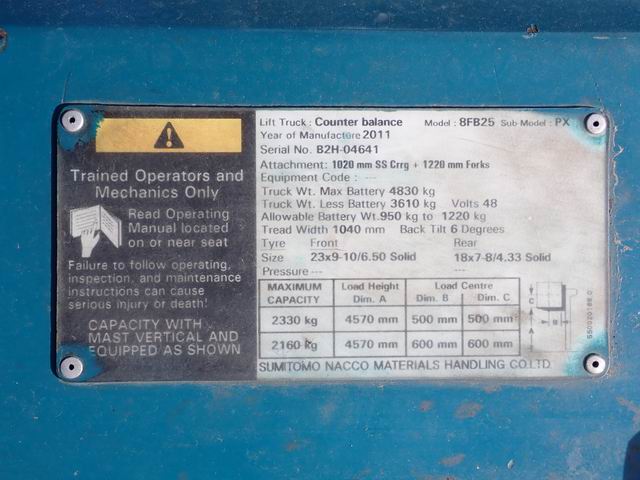 Trained Operators and
Mechanics Only
Read Operating
Manual located
on or near seat
Failure to follow operating,
inspection, and maintenance
instructions can cause
serious injury or death!
CAPACITY WITH
MAST VERTICAL AND
EQUIPPED AS SHOWN
Lift Truck : Counter balance Model : 8FB25 Sub Model : PX
Year of Manufacture 2011
Serial No. B2H-04641
Attachment: 1020 mm SS Crrg + 1220 mm Forks
Equipment Code : ---
Truck Wt. Max Battery 4830 kg
Truck Wt. Less Battery 3610 kg Volts 48
Allowable Battery Wt. 950 kg to 1220 kg
Tread Width 1040 mm Back Tilt 6 Degrees
Tyre Front Rear
Size 23x9-10/6.50 Solid 18x7-8/4.33 Solid
Pressure --- ---
MAXIMUM CAPACITY Load Height Dim. A Load Centre Dim. B Dim. C
2330 kg 4570 mm 500 mm 500 mm
2160 kg 4570 mm 600 mm 600 mm
C
A
B
SUMITOMO NACCO MATERIALS HANDLING CO.LTD.